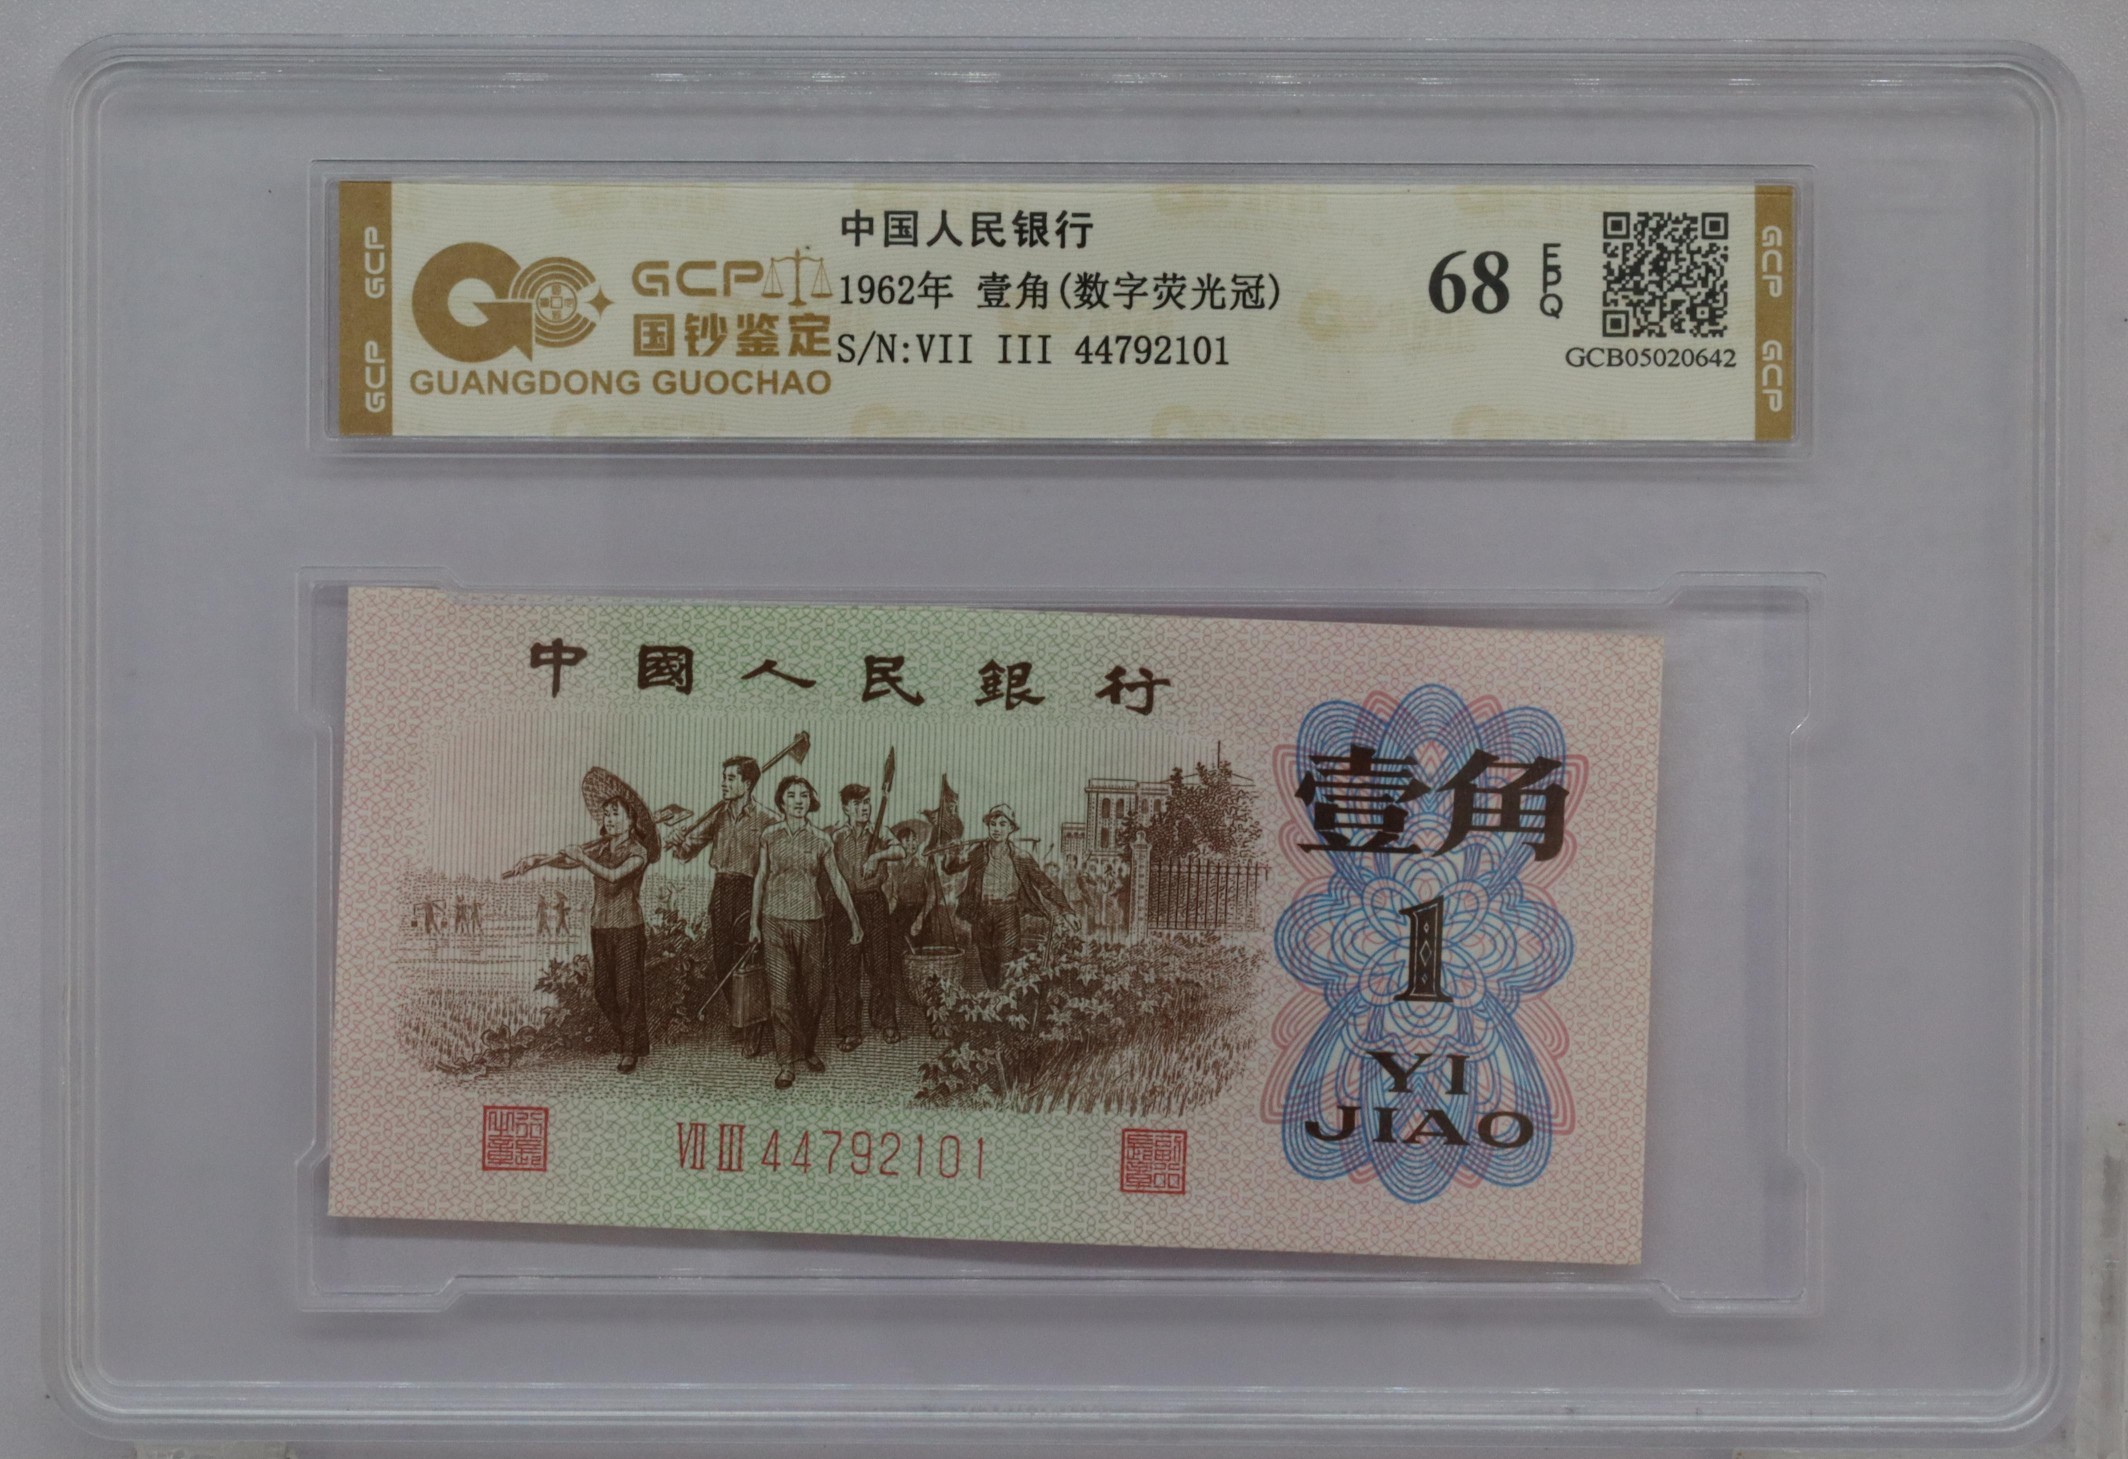 GCP
GCP
GCP
国钞鉴定
GUANGDONG GUOCHAO
中国人民银行
1962年 壹角(数字荧光冠)
S/N:VII III 44792101
68
EPQ
GCB05020642
GCP
GCP
中國人民銀行
壹角
1
YI
JIAO
VII III 44792101